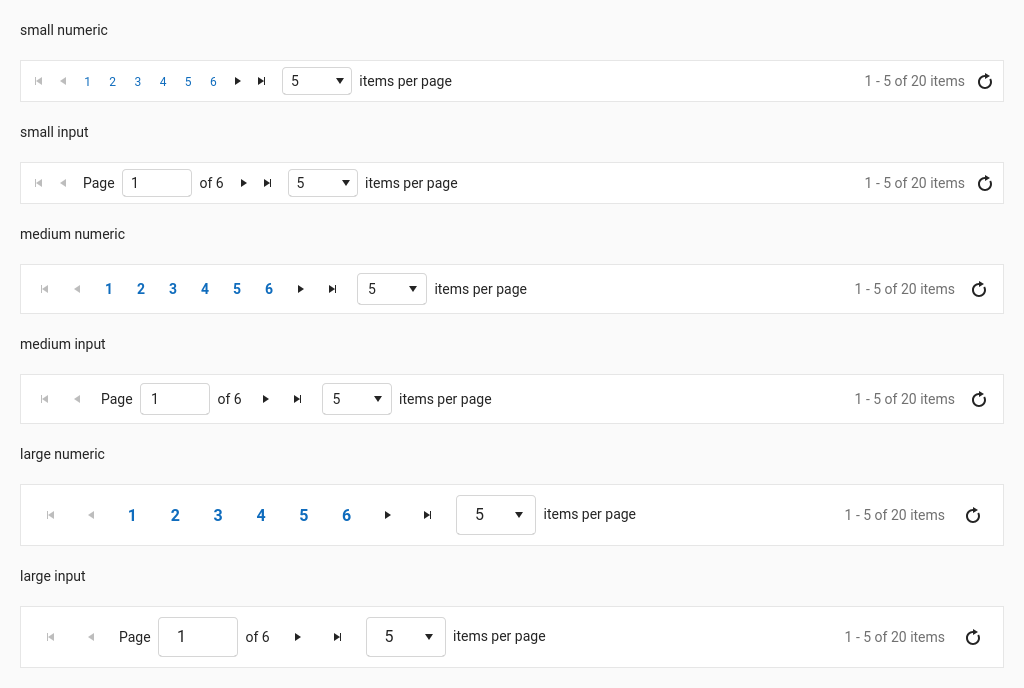 small numeric
1 2 3 4 5 6 5 items per page 1 - 5 of 20 items
small input
Page 1 of 6 5 items per page 1 - 5 of 20 items
medium numeric
1 2 3 4 5 6 5 items per page 1 - 5 of 20 items
medium input
Page 1 of 6 5 items per page 1 - 5 of 20 items
large numeric
1 2 3 4 5 6 5 items per page 1 - 5 of 20 items
large input
Page 1 of 6 5 items per page 1 - 5 of 20 items